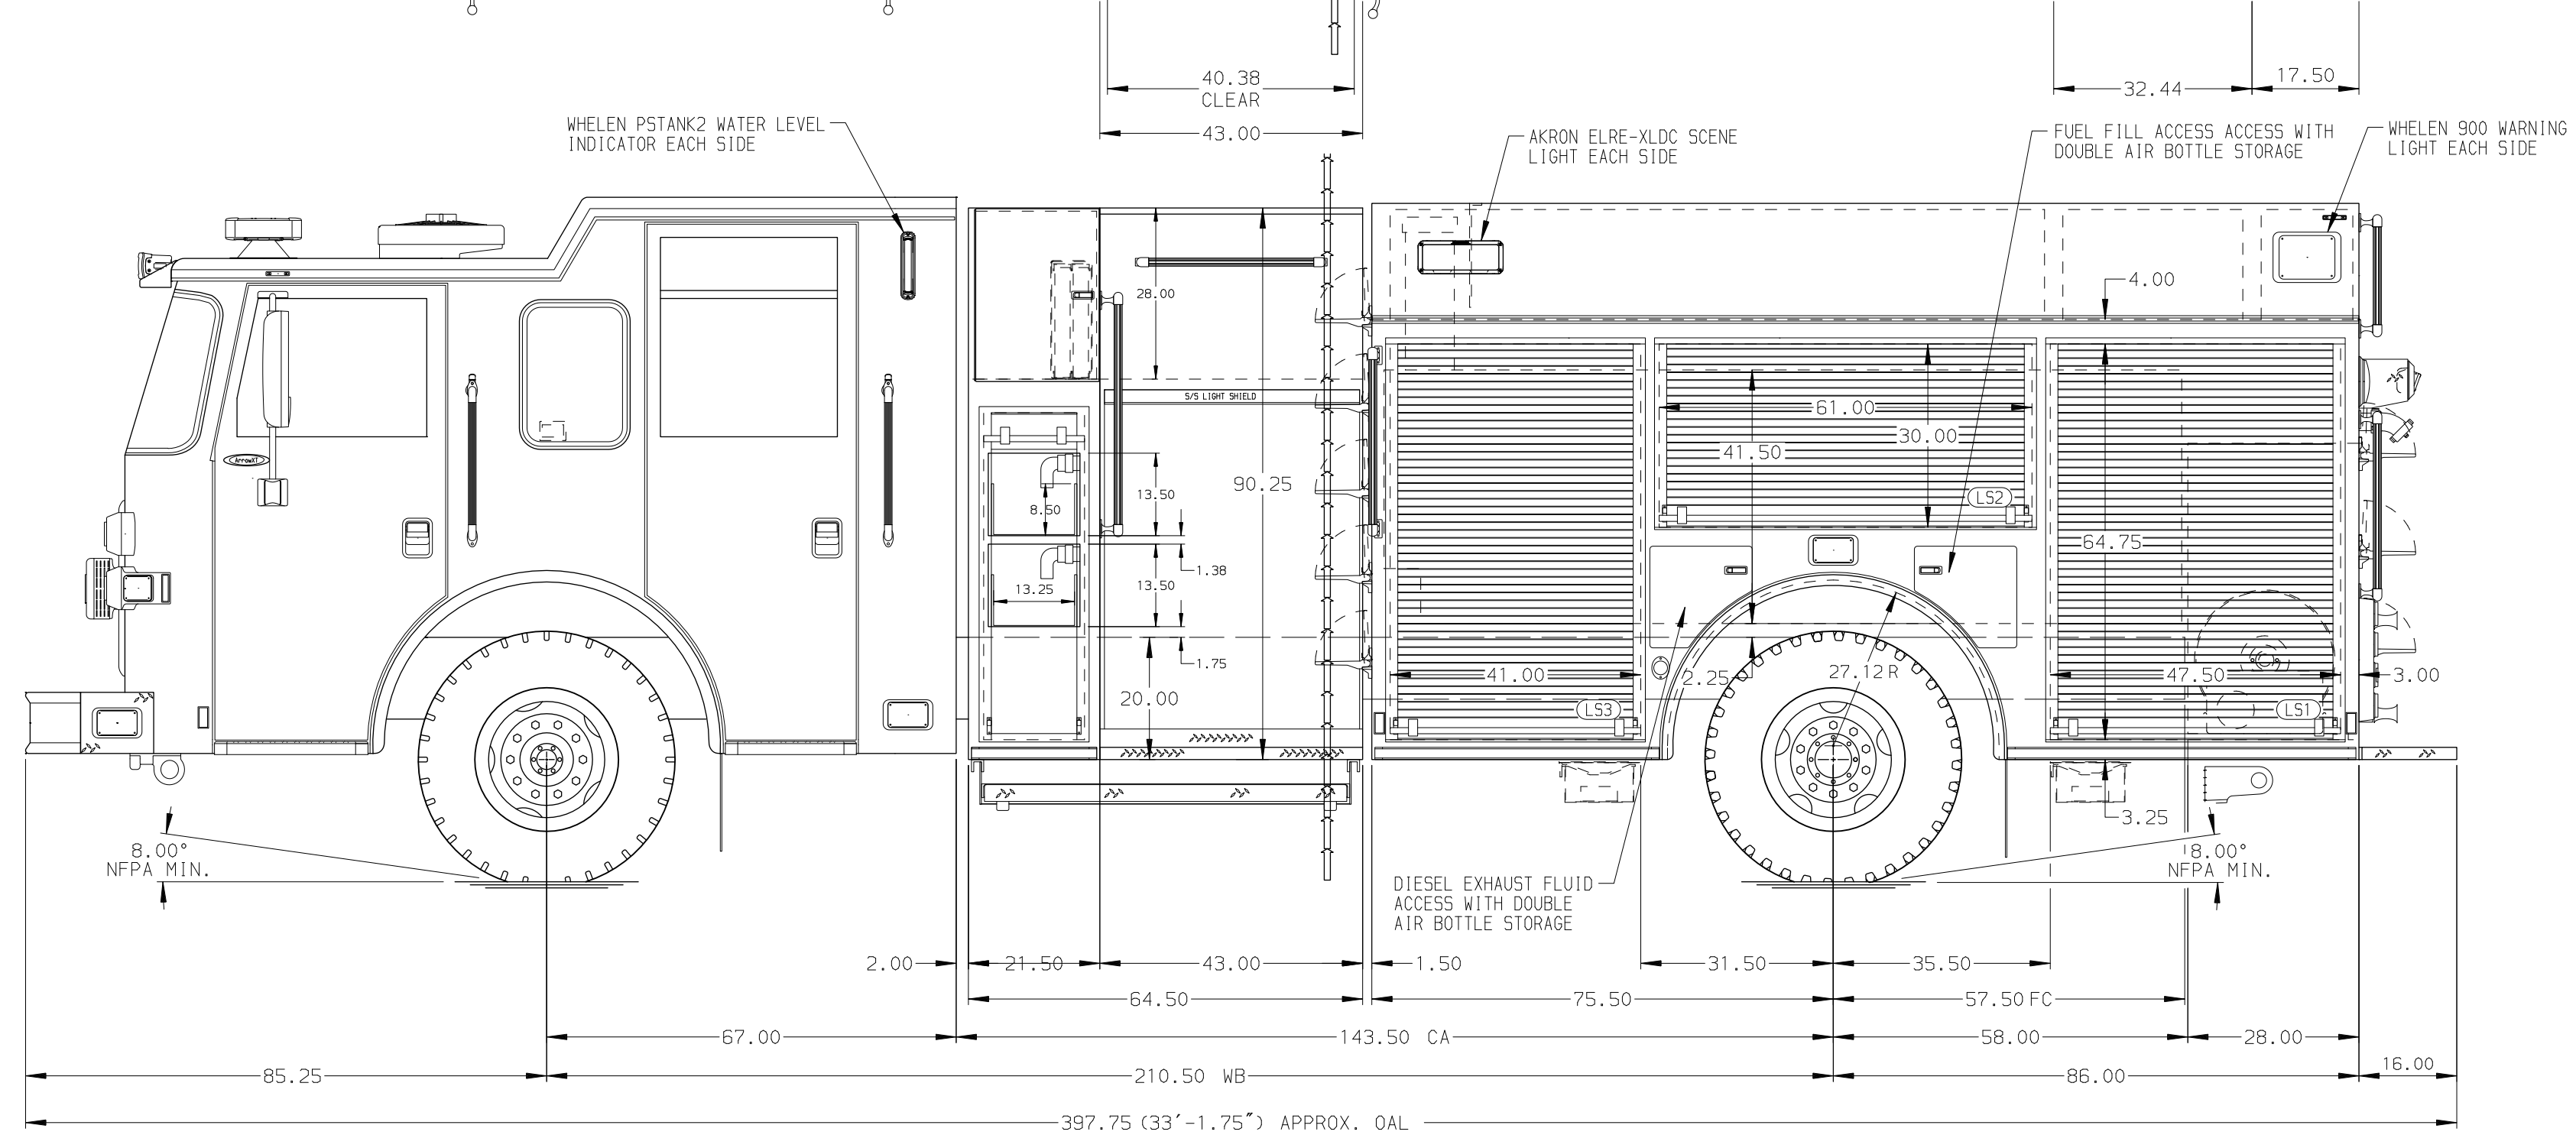 40.38
CLEAR
43.00
32.44
17.50
WHELEN PSTANK2 WATER LEVEL
INDICATOR EACH SIDE
AKRON ELRE-XLDC SCENE
LIGHT EACH SIDE
FUEL FILL ACCESS ACCESS WITH
DOUBLE AIR BOTTLE STORAGE
WHELEN 900 WARNING
LIGHT EACH SIDE
28.00
4.00
S/S LIGHT SHIELD
61.00
30.00
41.50
ArrowXT
90.25
13.50
8.50
LS2
64.75
1.38
13.50
13.25
1.75
20.00
41.00
2.25
27.12 R
47.50
3.00
LS3
LS1
3.25
8.00°
NFPA MIN.
8.00°
NFPA MIN.
DIESEL EXHAUST FLUID
ACCESS WITH DOUBLE
AIR BOTTLE STORAGE
2.00
21.50
43.00
1.50
31.50
35.50
64.50
75.50
57.50 FC
67.00
143.50 CA
58.00
28.00
85.25
210.50 WB
86.00
16.00
397.75 (33'-1.75") APPROX. OAL